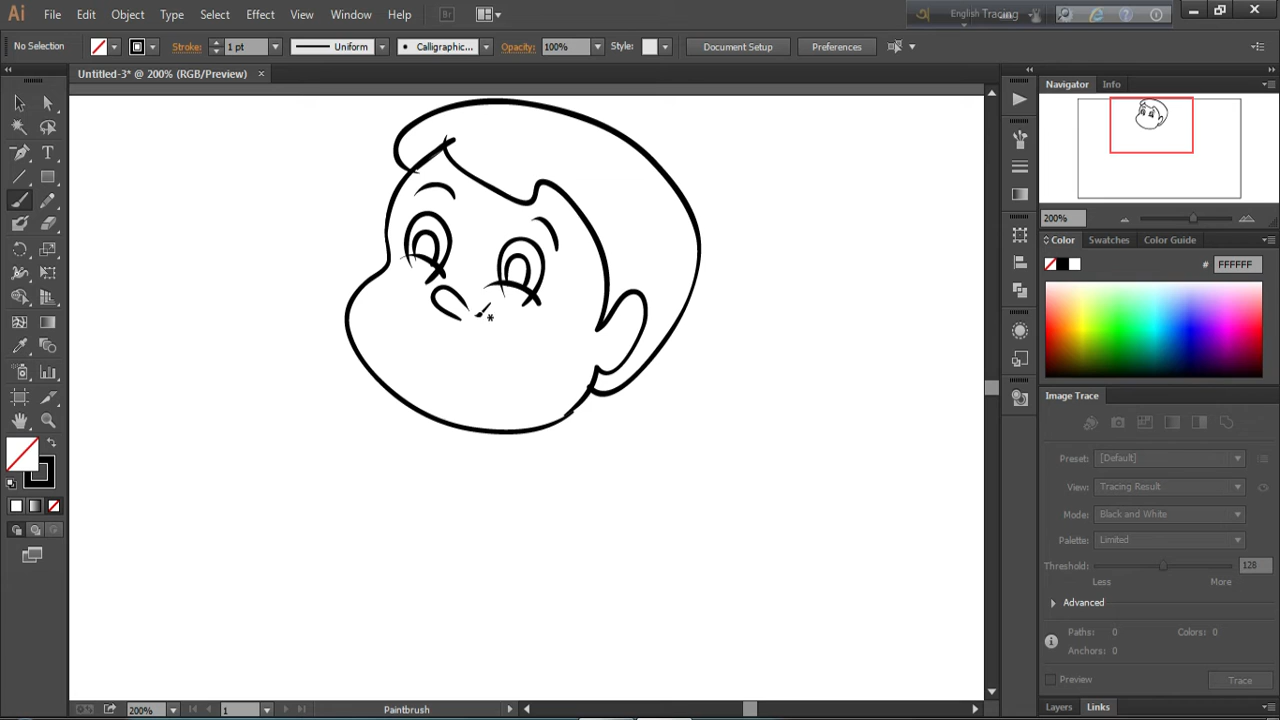 Ai File Edit Object Type Select Effect View Window Help Br
English Tracing
No Selection Stroke: 1 pt Uniform Calligraphic... Opacity: 100% Style: Document Setup Preferences
Untitled-3* @ 200% (RGB/Preview) ×
Navigator Info
200%
Color Swatches Color Guide
# FFFFFF
Image Trace
Preset: [Default]
View: Tracing Result
Mode: Black and White
Palette: Limited
Threshold: 128
Less More
Advanced
Paths: 0 Colors: 0
Anchors: 0
Preview Trace
Layers Links
200% 1 Paintbrush